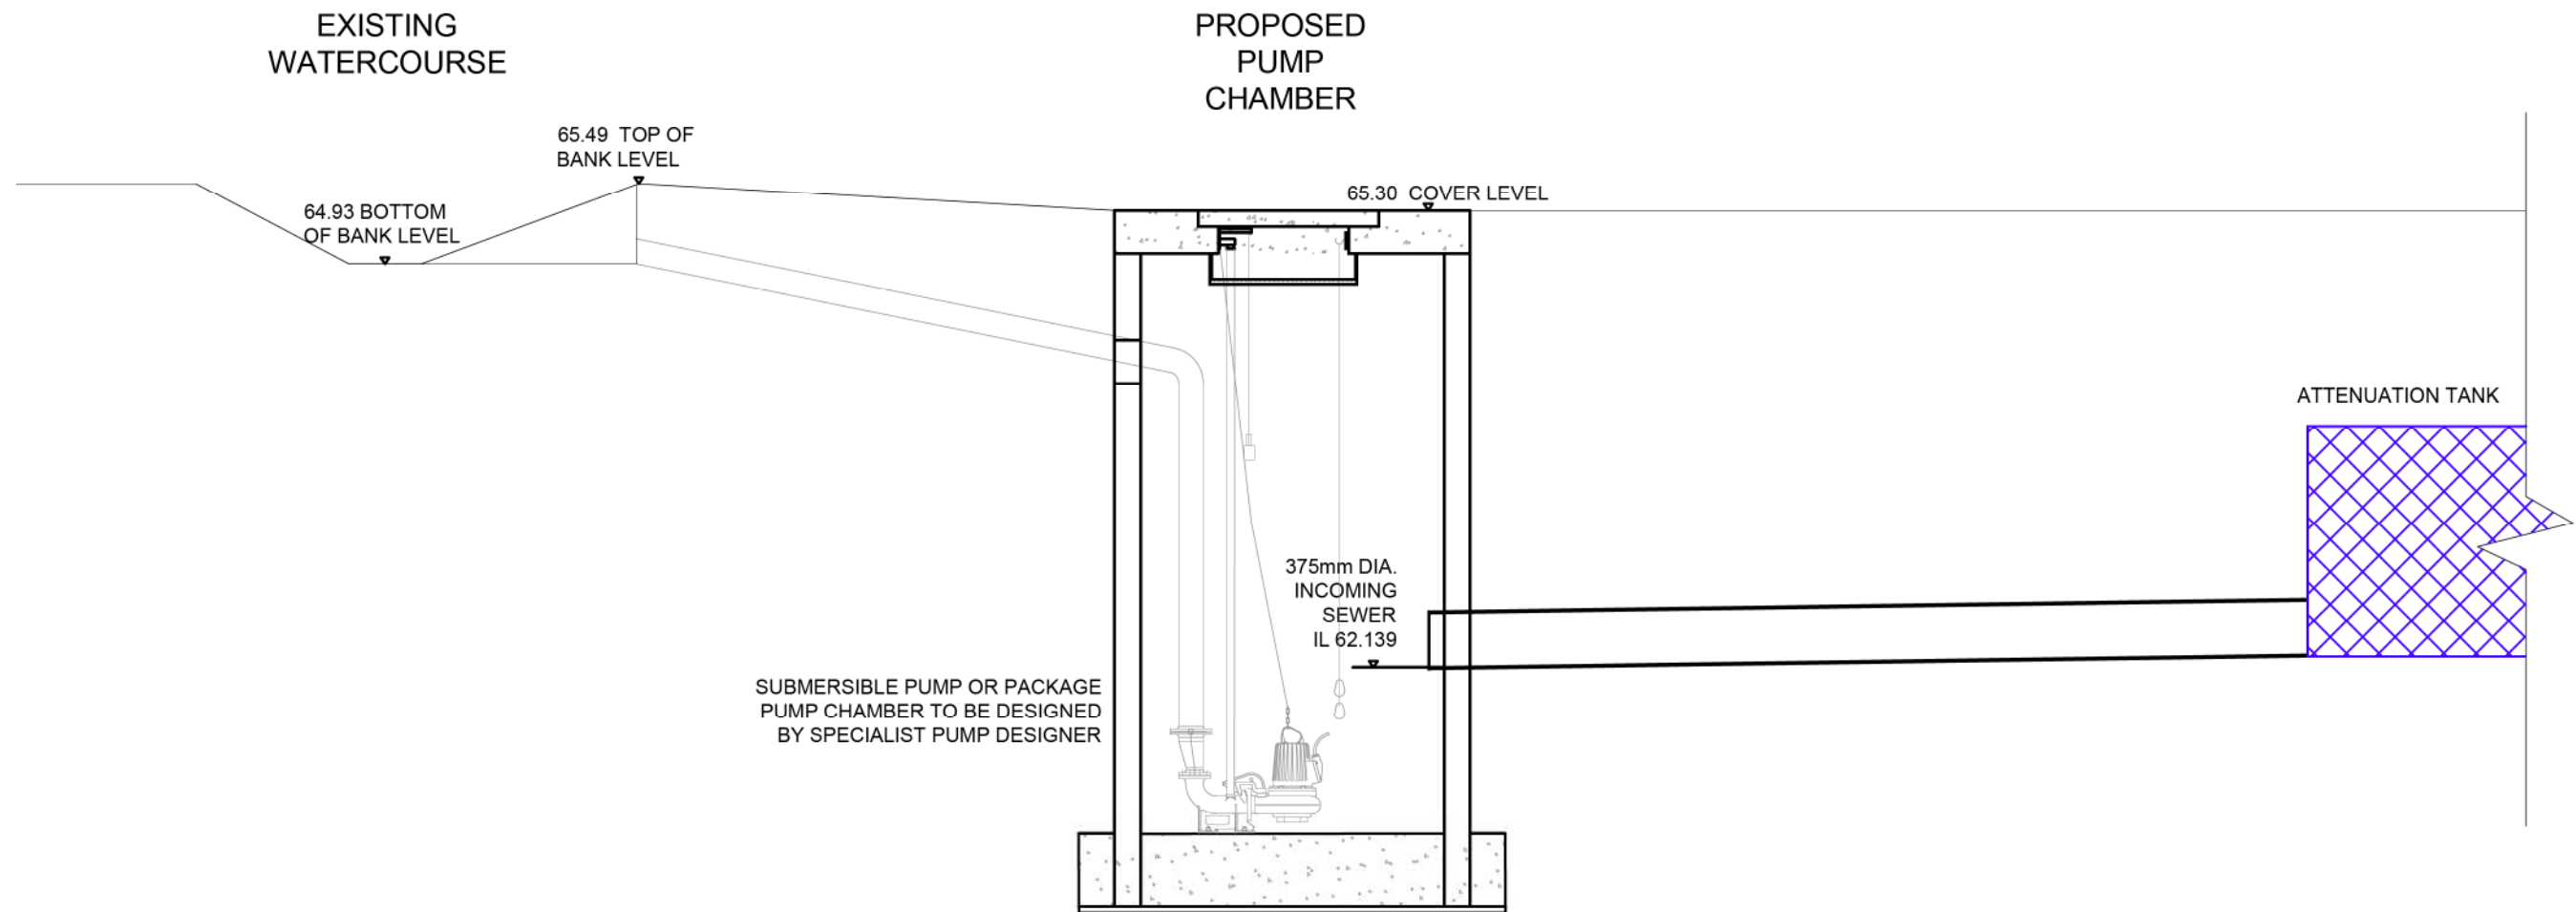 EXISTING
WATERCOURSE
PROPOSED
PUMP
CHAMBER
65.49 TOP OF
BANK LEVEL
64.93 BOTTOM
OF BANK LEVEL
65.30 COVER LEVEL
ATTENUATION TANK
375mm DIA.
INCOMING
SEWER
IL 62.139
SUBMERSIBLE PUMP OR PACKAGE
PUMP CHAMBER TO BE DESIGNED
BY SPECIALIST PUMP DESIGNER